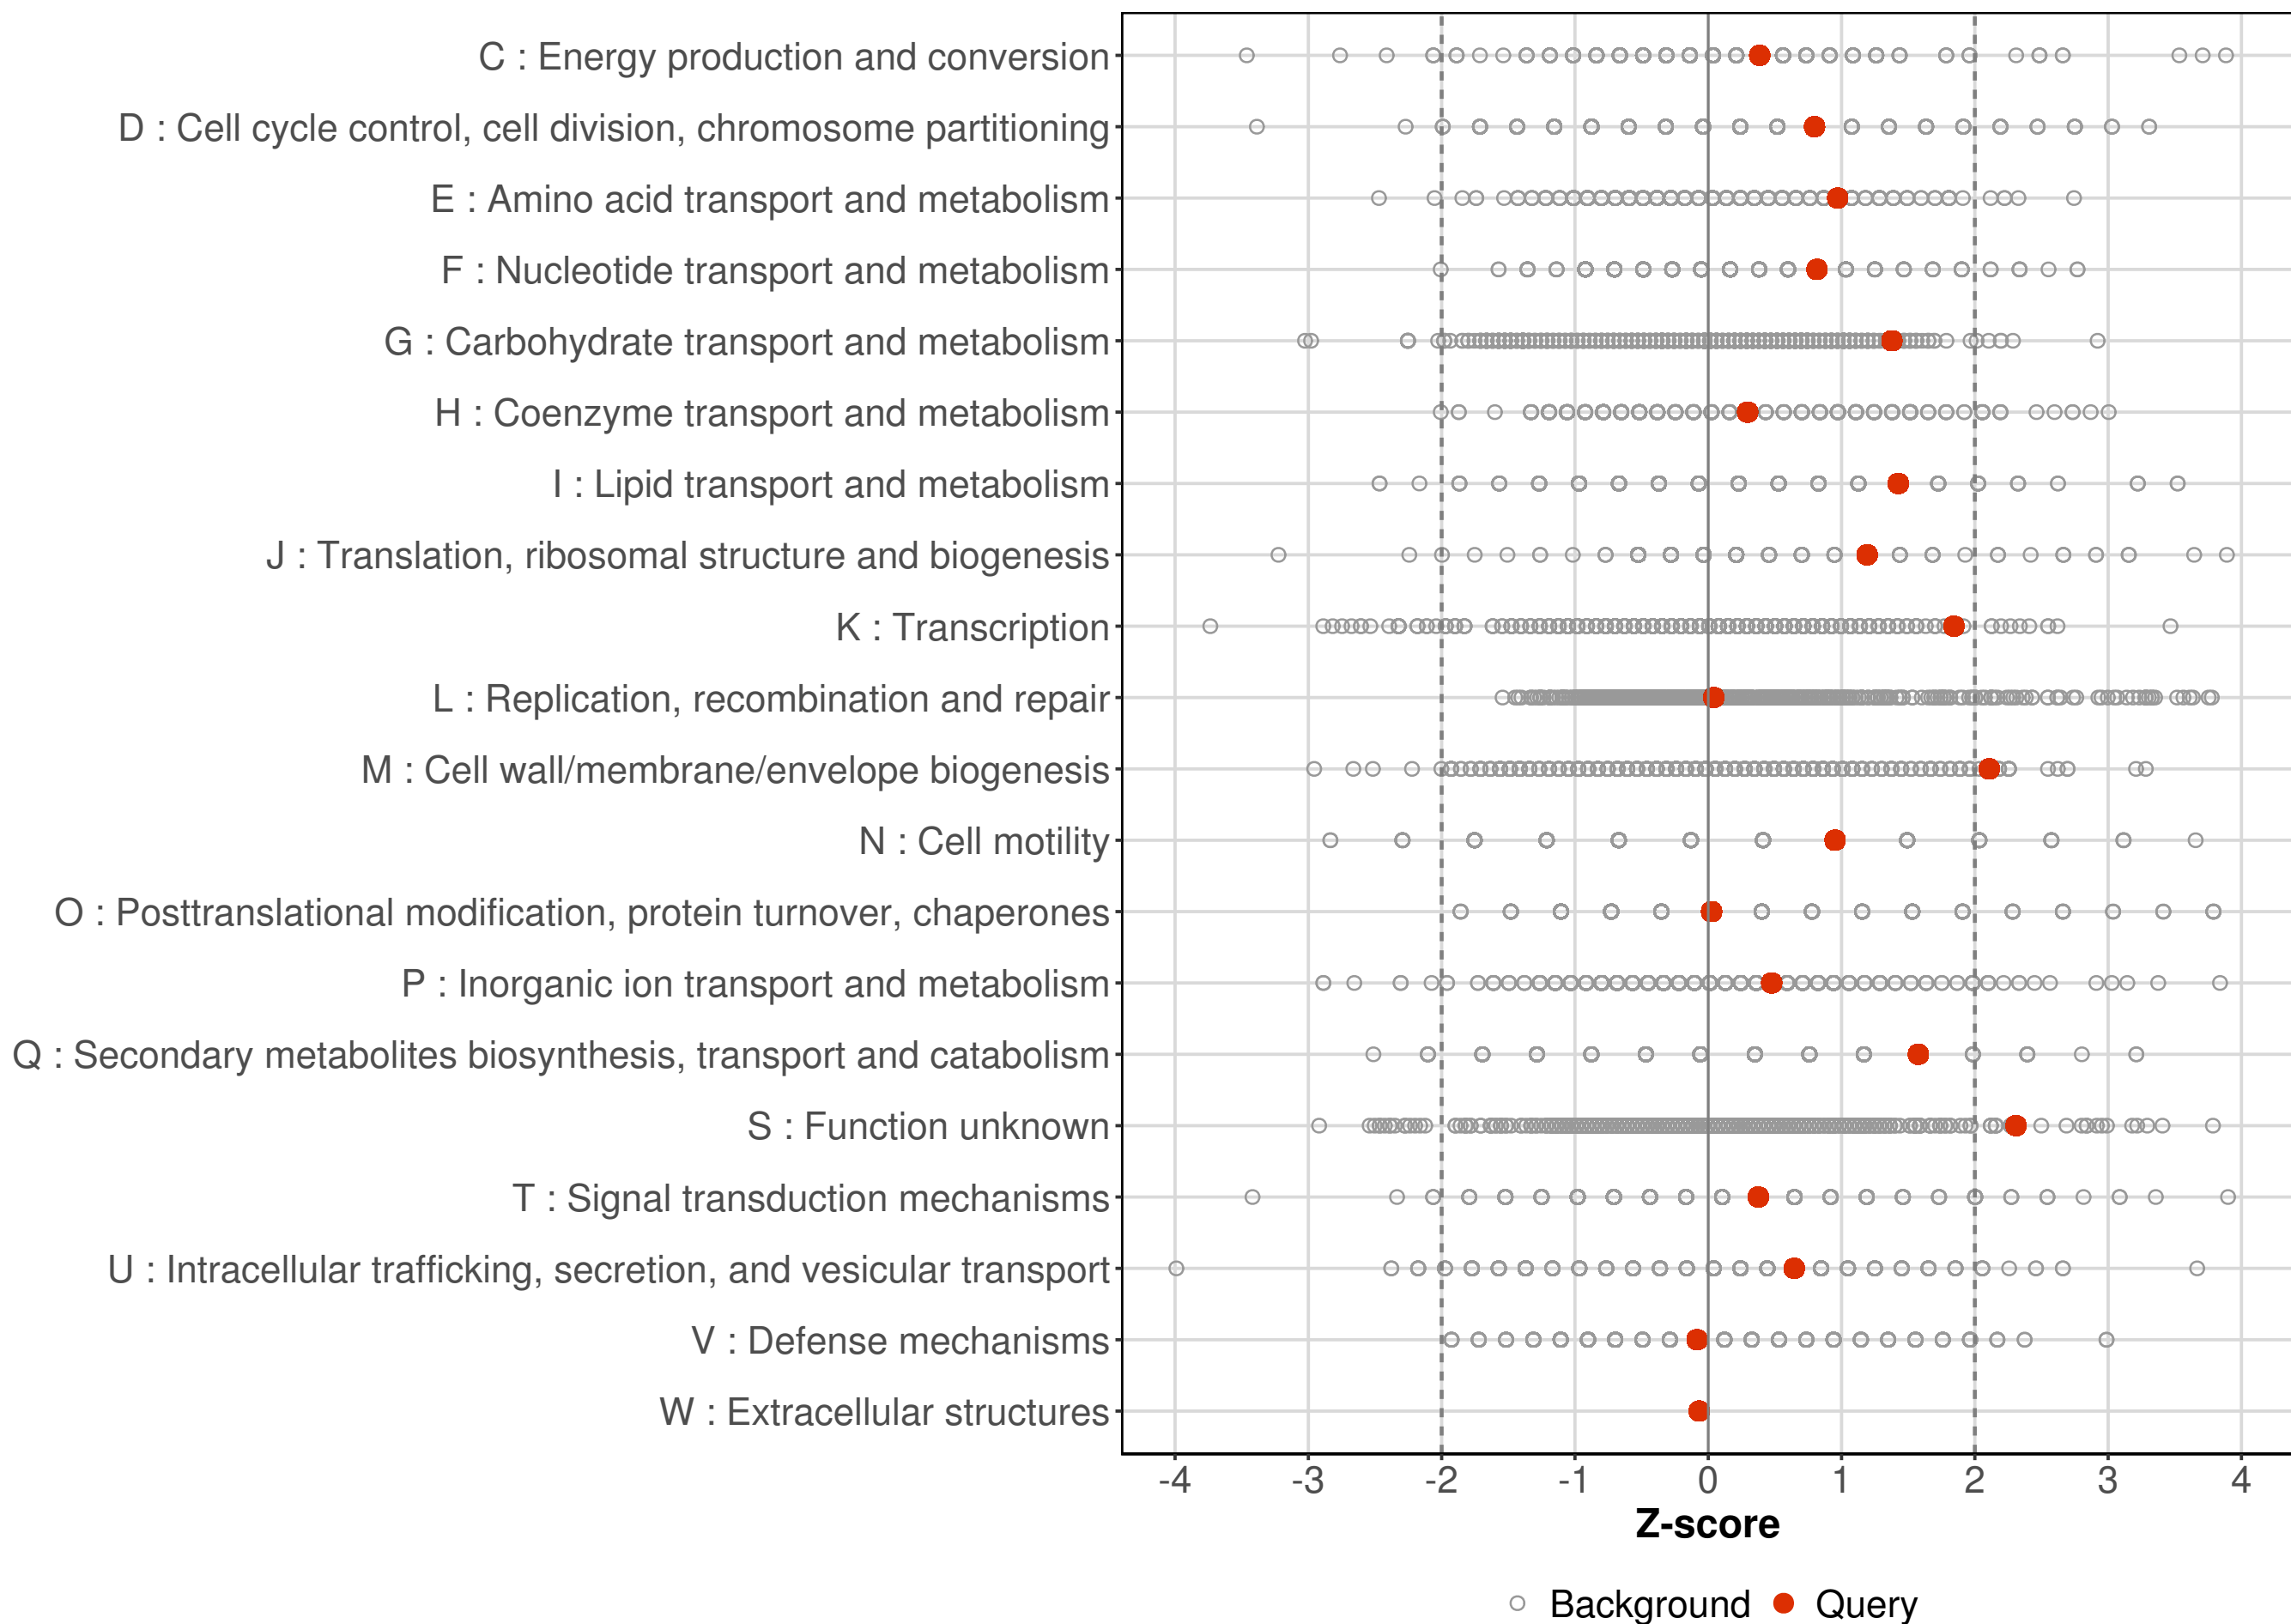 C : Energy production and conversion
D : Cell cycle control, cell division, chromosome partitioning
E : Amino acid transport and metabolism
F : Nucleotide transport and metabolism
G : Carbohydrate transport and metabolism
H : Coenzyme transport and metabolism
I : Lipid transport and metabolism
J : Translation, ribosomal structure and biogenesis
K : Transcription
L : Replication, recombination and repair
M : Cell wall/membrane/envelope biogenesis
N : Cell motility
O : Posttranslational modification, protein turnover, chaperones
P : Inorganic ion transport and metabolism
Q : Secondary metabolites biosynthesis, transport and catabolism
S : Function unknown
T : Signal transduction mechanisms
U : Intracellular trafficking, secretion, and vesicular transport
V : Defense mechanisms
W : Extracellular structures
-4 -3 -2 -1 0 1 2 3 4
Z-score
Background Query